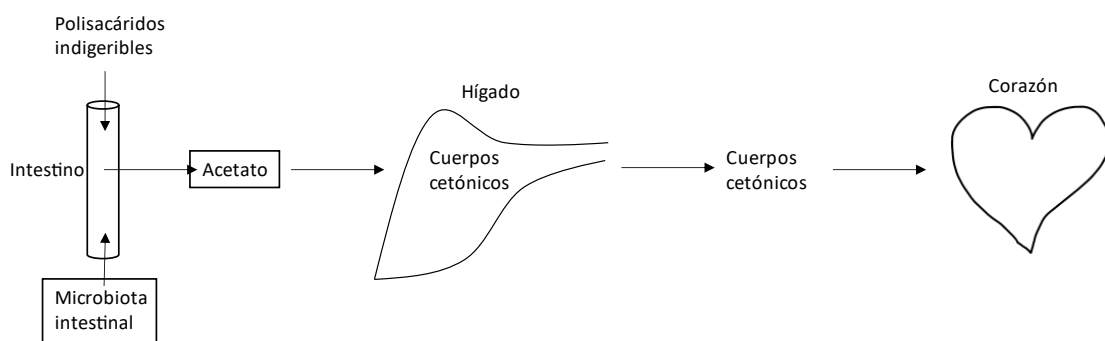 Polisacáridos
indigeribles
Intestino
Acetato
Microbiota
intestinal
Hígado
Cuerpos
cetónicos
Cuerpos
cetónicos
Corazón